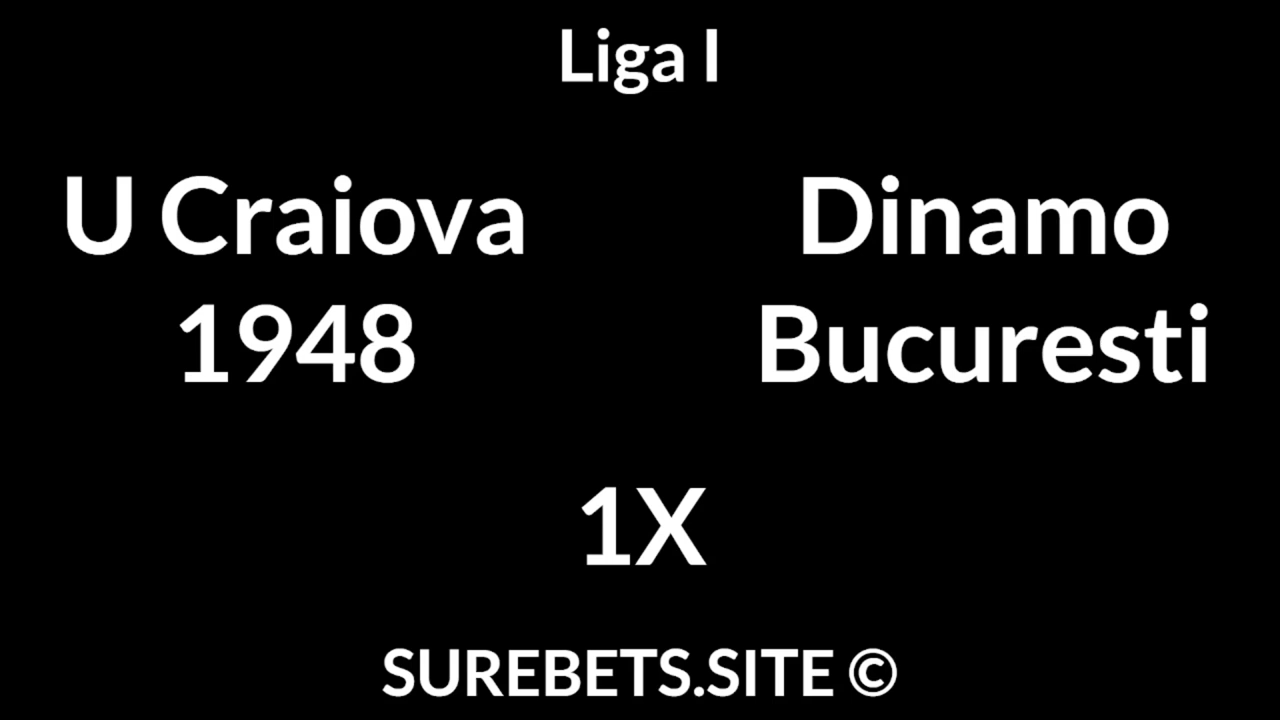 Liga I
U Craiova Dinamo
1948 Bucuresti
1X
SUREBETS.SITE ©